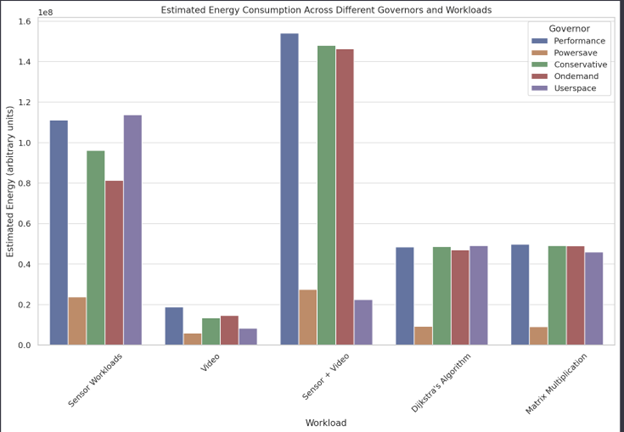 Estimated Energy Consumption Across Different Governors and Workloads
1e8
1.6
1.4
1.2
1.0
0.8
0.6
0.4
0.2
0.0
Estimated Energy (arbitrary units)
Governor
Performance
Powersave
Conservative
Ondemand
Userspace
Sensor Workloads
Video
Sensor + Video
Dijkstra's Algorithm
Matrix Multiplication
Workload